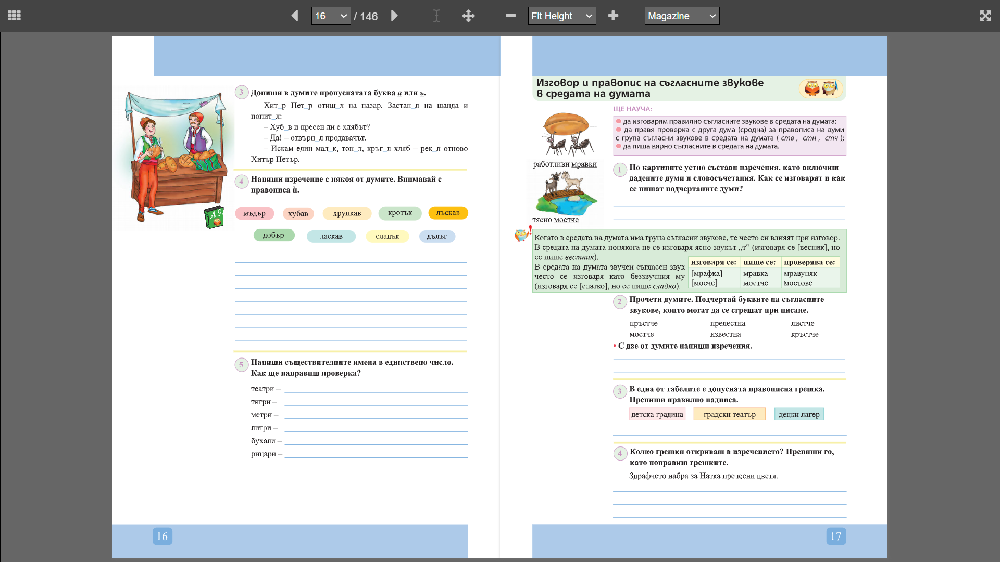 16 / 146 Fit Height Magazine
3 Допиши в думите пропуснатата буква а или ъ.
Хит_р Пет_р отиш_л на пазар. Застан_л на щанда и
попит_л:
– Хуб_в и пресен ли е хлябът?
– Да! – отвърн_л продавачът.
– Искам един мал_к, топ_л, кръг_л хляб – рек_л отново
Хитър Петър.
4 Напиши изречение с някоя от думите. Внимавай с
правописа ѝ.
АЯ
мъдър хубав хрупкав кротък лъскав
добър ласкав сладък дълъг
5 Напиши съществителните имена в единствено число.
Как ще направиш проверка?
театри –
тигри –
метри –
литри –
бухали –
рицари –
16
Изговор и правопис на съгласните звукове
в средата на думата
ЩЕ НАУЧА:
• да изговарям правилно съгласните звукове в средата на думата;
• да правя проверка с друга дума (сродна) за правописа на думи
с група съгласни звукове в средата на думата (-ств-, -стн-, -стч-);
• да пиша вярно съгласните в средата на думата.
работливи мравки
тясно мостче
1 По картините устно състави изречения, като включиш
дадените думи и словосъчетания. Как се изговарят и как
се пишат подчертаните думи?
!
Когато в средата на думата има група съгласни звукове, те често си влияят при изговор.
В средата на думата понякога не се изговаря ясно звукът „т“ (изговаря се [весник], но
се пише вестник).
В средата на думата звучен съгласен звук
често се изговаря като беззвучния му
(изговаря се [слатко], но се пише сладко).
изговаря се: пише се: проверява се:
[мрафка] мравка мравуняк
[мосче] мостче мостове
2 Прочети думите. Подчертай буквите на съгласните
звукове, които могат да се сгрешат при писане.
пръстче прелестна листче
мостче известна кръстче
• С две от думите напиши изречения.
3 В една от табелите е допусната правописна грешка.
Препиши правилно надписа.
детска градина градски театър децки лагер
4 Колко грешки откриваш в изречението? Препиши го,
като поправиш грешките.
Здрафчето набра за Натка прелесни цветя.
17